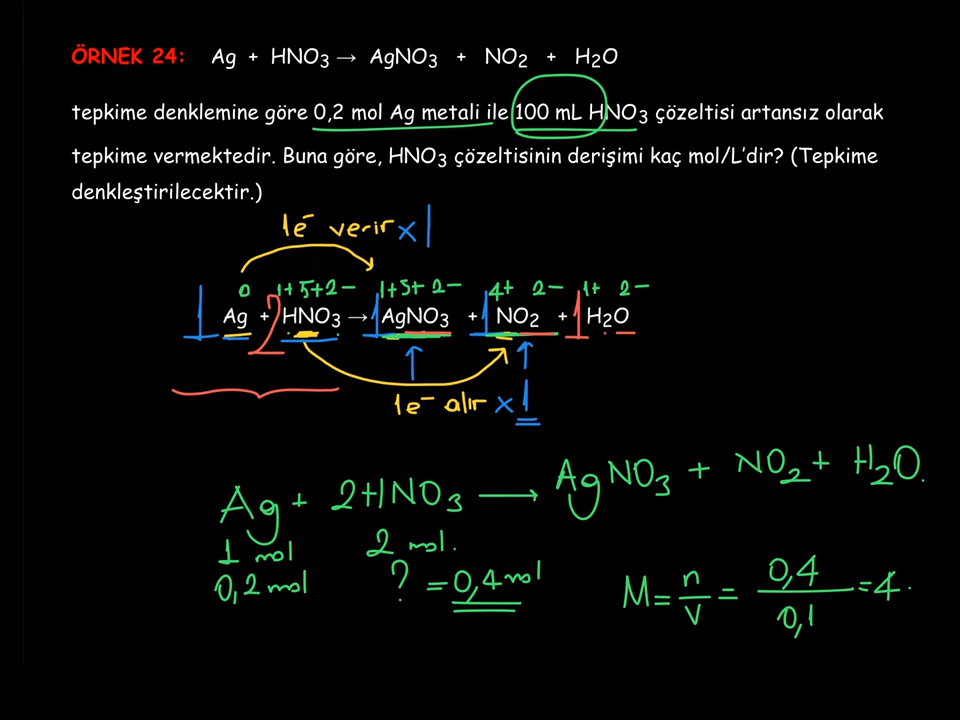 ÖRNEK 24: Ag + HNO3 → AgNO3 + NO2 + H2O
tepkime denklemine göre 0,2 mol Ag metali ile 100 mL HNO3 çözeltisi artansız olarak
tepkime vermektedir. Buna göre, HNO3 çözeltisinin derişimi kaç mol/L'dir? (Tepkime
denkleştirilecektir.)
1e⁻ verir x 1
0 1+ 5+ 2- 1+ 5+ 2- 4+ 2- 1+ 2-
1 Ag + 2 HNO3 → 1 AgNO3 + 1 NO2 + 1 H2O
1e⁻ alır x 1
Ag + 2HNO3 → AgNO3 + NO2 + H2O.
1 mol 2 mol.
0,2 mol ? = 0,4 mol
M = n/V = 0,4/0,1 = 4.